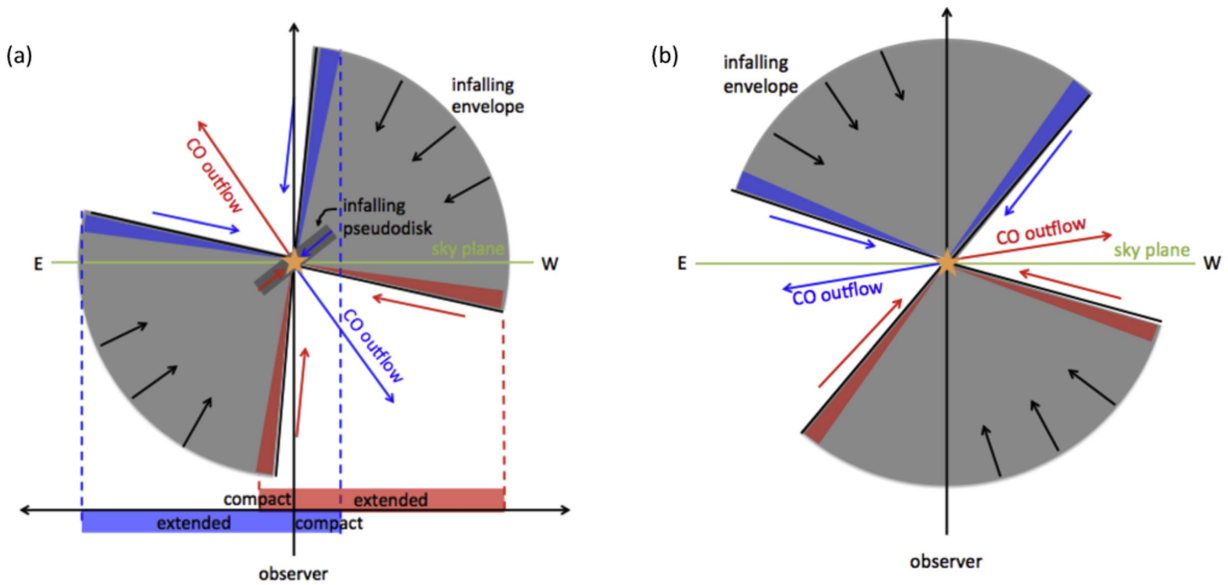 (a)
infalling
envelope
CO outflow
infalling
pseudodisk
sky plane
E
W
CO outflow
compact
extended
extended
compact
observer
(b)
infalling
envelope
CO outflow
sky plane
E
W
CO outflow
observer